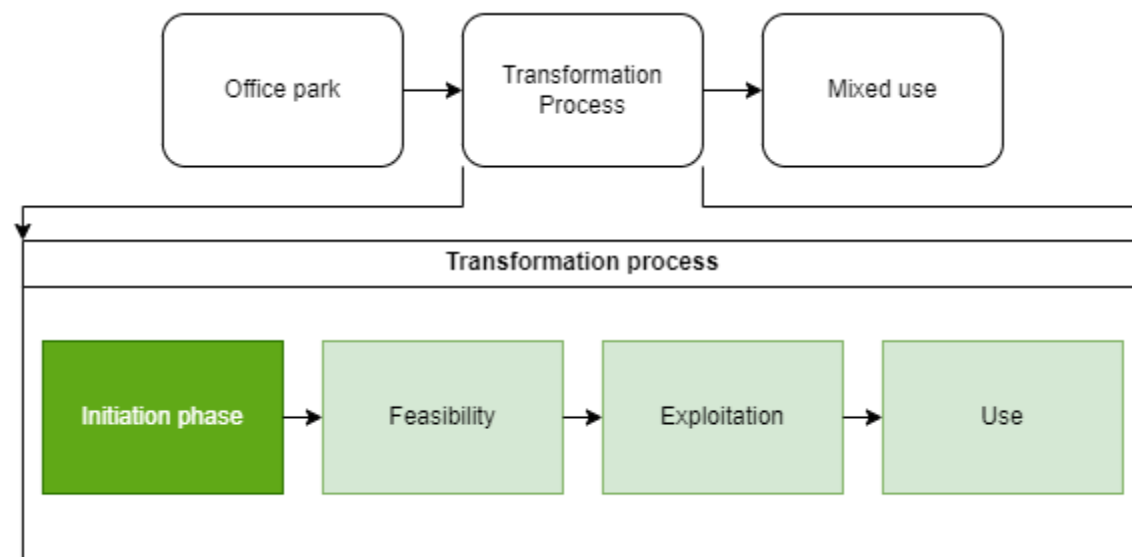 Office park
Transformation
Process
Mixed use
Transformation process
Initiation phase
Feasibility
Exploitation
Use